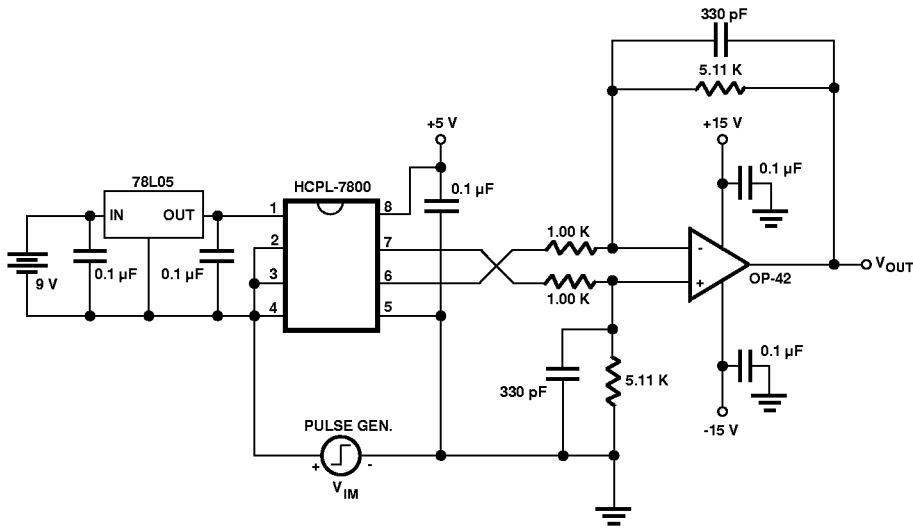 330 pF
5.11 K
+5 V
+15 V
0.1 µF
78L05
HCPL-7800
0.1 µF
IN
OUT
1
8
2
7
1.00 K
-
9 V
0.1 µF
0.1 µF
3
6
1.00 K
+
OP-42
VOUT
4
5
0.1 µF
330 pF
5.11 K
-15 V
PULSE GEN.
+
-
VIM